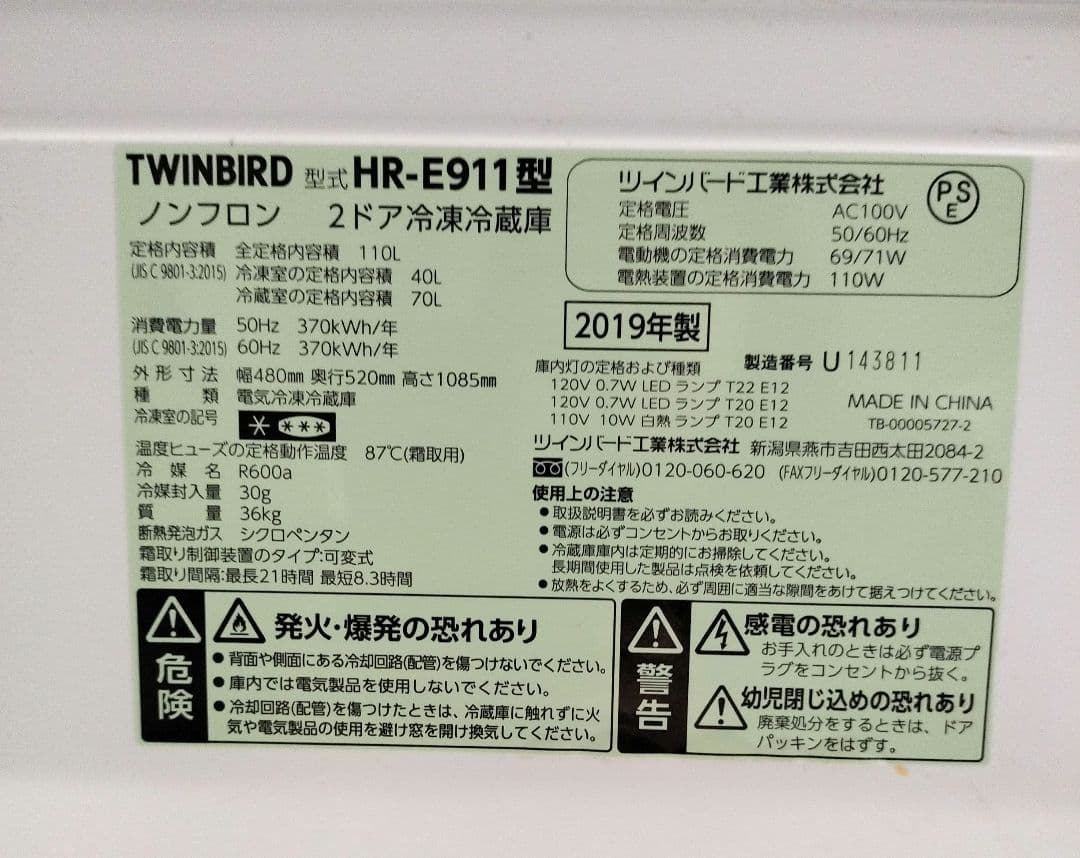 TWINBIRD 型式 HR-E911型
ノンフロン 2ドア冷凍冷蔵庫
定格内容積 全定格内容積 110L
(JIS C 9801-3:2015) 冷凍室の定格内容積 40L
冷蔵室の定格内容積 70L
消費電力量 50Hz 370kWh/年
(JIS C 9801-3:2015) 60Hz 370kWh/年
外形寸法 幅480mm 奥行520mm 高さ1085mm
種類 電気冷凍冷蔵庫
冷凍室の記号
温度ヒューズの定格動作温度 87℃(霜取用)
冷媒名 R600a
冷媒封入量 30g
質量 36kg
断熱発泡ガス シクロペンタン
霜取り制御装置のタイプ:可変式
霜取り間隔:最長21時間 最短8.3時間
ツインバード工業株式会社
PSE
定格電圧 AC100V
定格周波数 50/60Hz
電動機の定格消費電力 69/71W
電熱装置の定格消費電力 110W
2019年製
庫内灯の定格および種類
120V 0.7W LED ランプ T22 E12
120V 0.7W LED ランプ T20 E12
110V 10W 白熱 ランプ T20 E12
製造番号 U 143811
MADE IN CHINA
TB-00005727-2
ツインバード工業株式会社 新潟県燕市吉田西太田2084-2
(フリーダイヤル)0120-060-620 (FAXフリーダイヤル)0120-577-210
使用上の注意
●取扱説明書を必ずお読みください。
●電源は必ずコンセントからお取りください。
●冷蔵庫庫内は定期的にお掃除してください。
長期間使用した製品は点検を依頼してください。
●放熱をよくするため、必ず周囲に適当な隙間をあけて据えつけてください。
危険
発火・爆発の恐れあり
●背面や側面にある冷却回路(配管)を傷つけないでください。
●庫内では電気製品を使用しないでください。
●冷却回路(配管)を傷つけたときは、冷蔵庫に触れずに火
気や電気製品の使用を避け窓を開け換気してください。
警告
感電の恐れあり
お手入れのときは必ず電源プ
ラグをコンセントから抜く。
幼児閉じ込めの恐れあり
廃棄処分をするときは、ドア
パッキンをはずす。